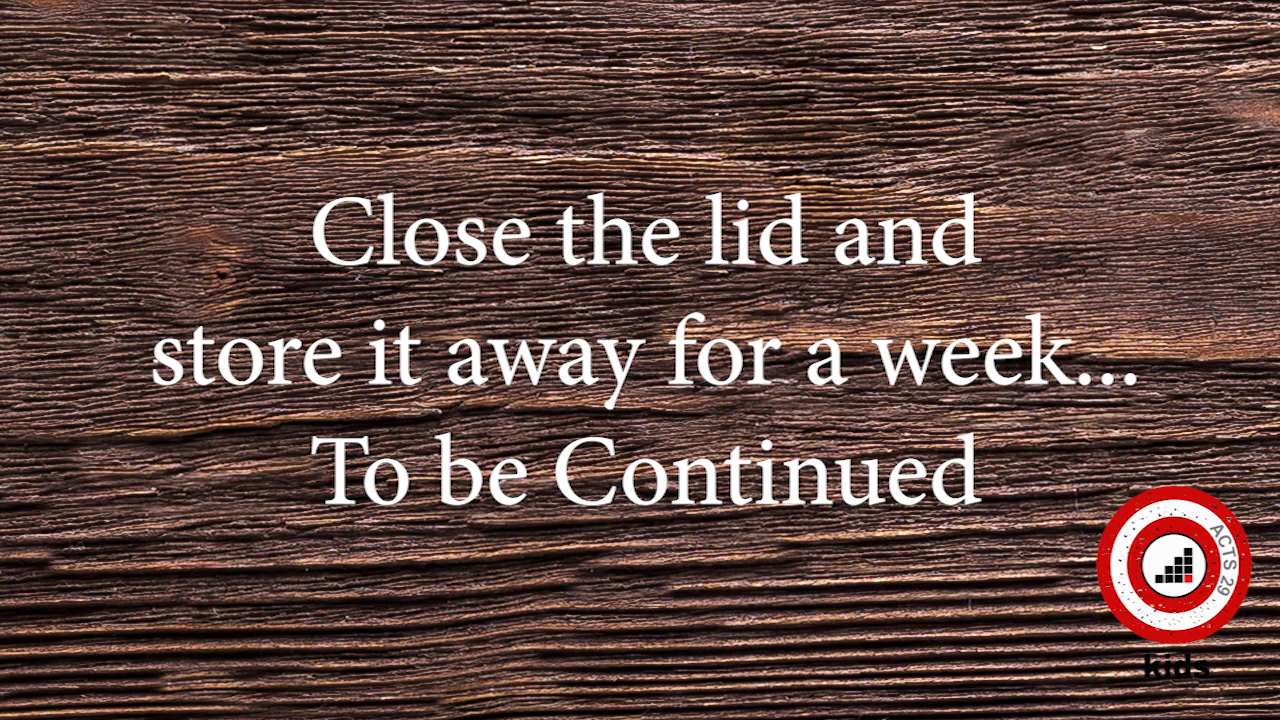 Close the lid and
store it away for a week...
To be Continued
ACTS 29
kids